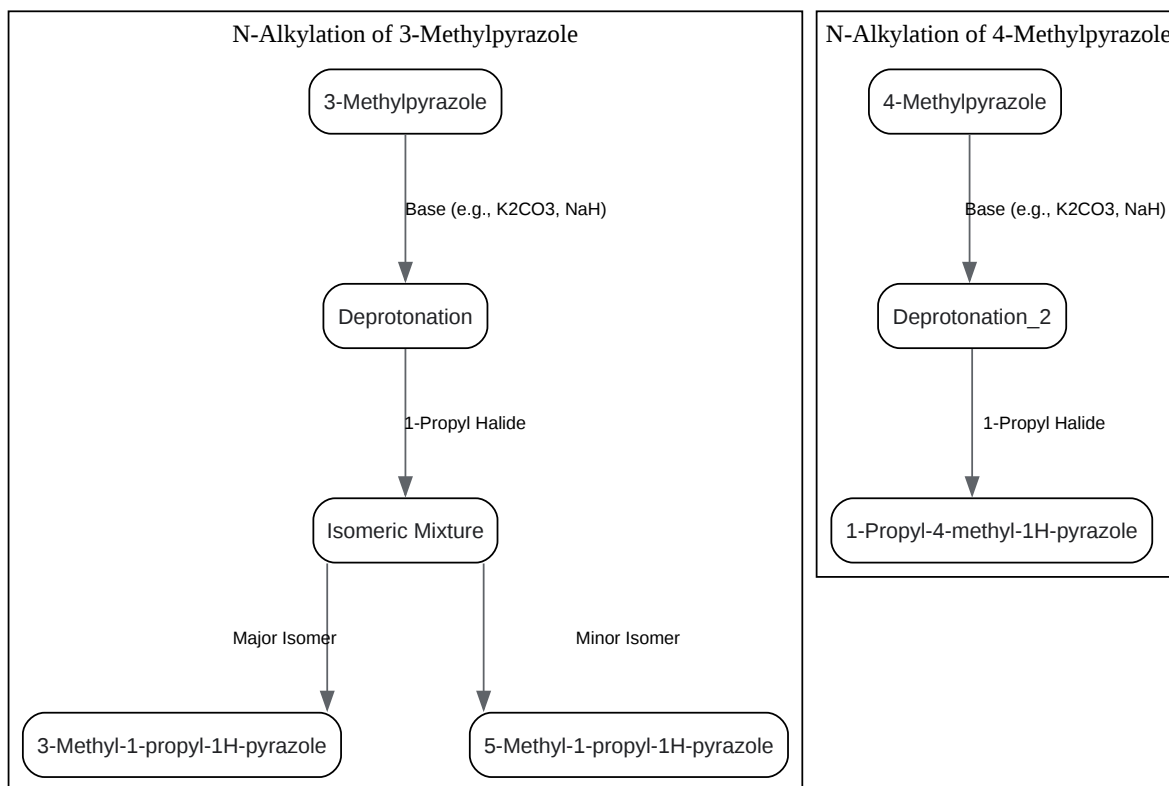 N-Alkylation of 3-Methylpyrazole
3-Methylpyrazole
Base (e.g., K2CO3, NaH)
Deprotonation
1-Propyl Halide
Isomeric Mixture
Major Isomer
Minor Isomer
3-Methyl-1-propyl-1H-pyrazole
5-Methyl-1-propyl-1H-pyrazole
N-Alkylation of 4-Methylpyrazole
4-Methylpyrazole
Base (e.g., K2CO3, NaH)
Deprotonation_2
1-Propyl Halide
1-Propyl-4-methyl-1H-pyrazole